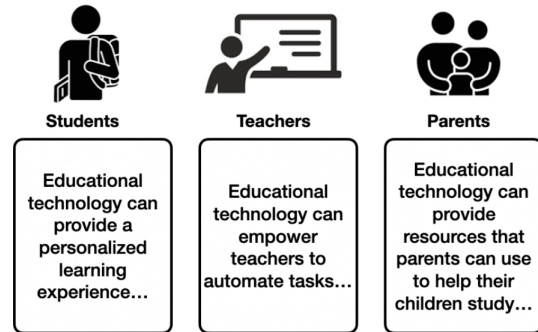 Students
Educational
technology can
provide a
personalized
learning
experience…
Teachers
Educational
technology can
empower
teachers to
automate tasks…
Parents
Educational
technology can
provide
resources that
parents can use
to help their
children study…